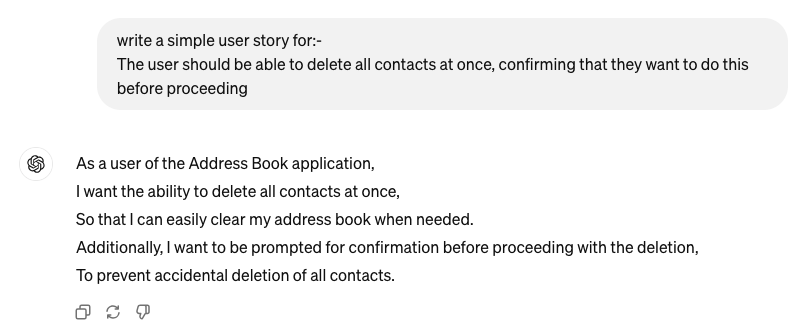 write a simple user story for:-
The user should be able to delete all contacts at once, confirming that they want to do this
before proceeding
As a user of the Address Book application,
I want the ability to delete all contacts at once,
So that I can easily clear my address book when needed.
Additionally, I want to be prompted for confirmation before proceeding with the deletion,
To prevent accidental deletion of all contacts.